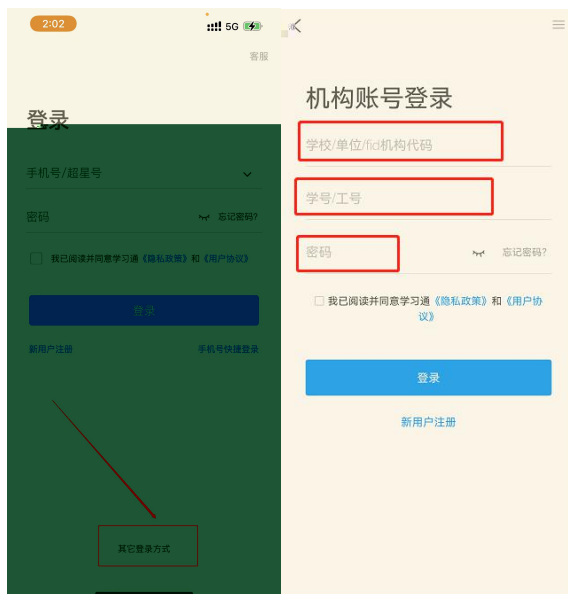 2:02
5G
客服
登录
手机号/超星号
密码
忘记密码?
我已阅读并同意学习通《隐私政策》和《用户协议》
登录
新用户注册
手机号快捷登录
其它登录方式
机构账号登录
学校/单位/fid机构代码
学号/工号
密码
忘记密码?
我已阅读并同意学习通《隐私政策》和《用户协
议》
登录
新用户注册